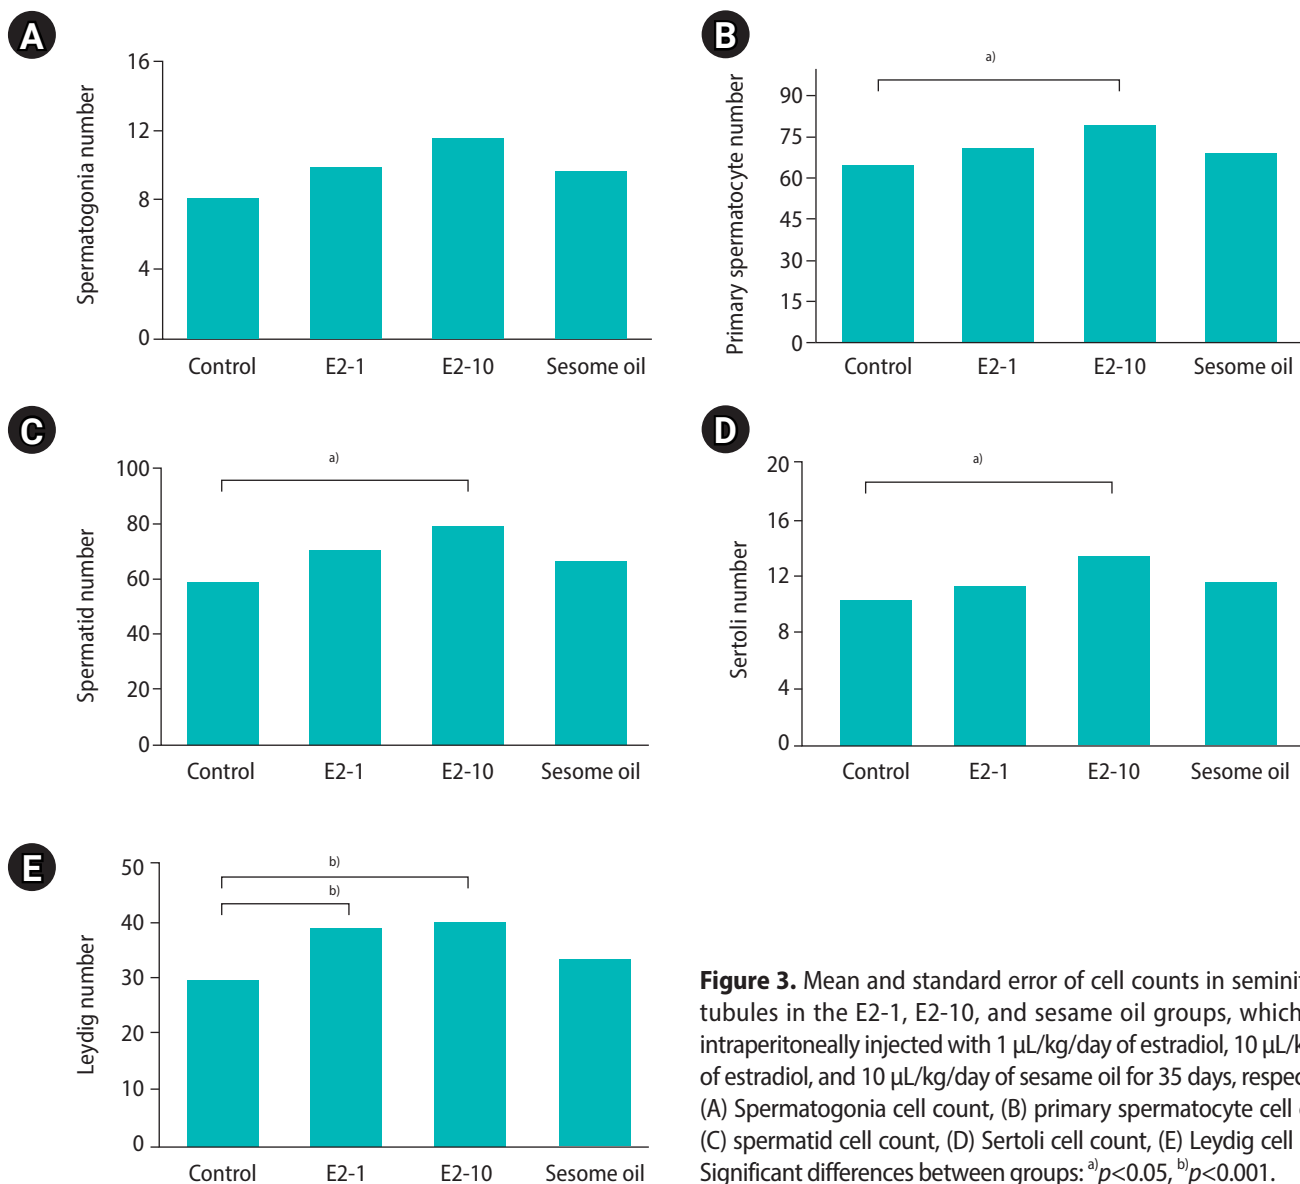 A
16
12
8
4
0
Spermatogonia number
Control E2-1 E2-10 Sesome oil
B
a)
90
75
60
45
30
15
0
Primary spermatocyte number
Control E2-1 E2-10 Sesome oil
C
a)
100
80
60
40
20
0
Spermatid number
Control E2-1 E2-10 Sesome oil
D
a)
20
16
12
8
4
0
Sertoli number
Control E2-1 E2-10 Sesome oil
E
b)
b)
50
40
30
20
10
0
Leydig number
Control E2-1 E2-10 Sesome oil
Figure 3. Mean and standard error of cell counts in seminif
tubules in the E2-1, E2-10, and sesame oil groups, which
intraperitoneally injected with 1 µL/kg/day of estradiol, 10 µL/k
of estradiol, and 10 µL/kg/day of sesame oil for 35 days, respec
(A) Spermatogonia cell count, (B) primary spermatocyte cell
(C) spermatid cell count, (D) Sertoli cell count, (E) Leydig cell
Significant differences between groups: a)p<0.05, b)p<0.001.